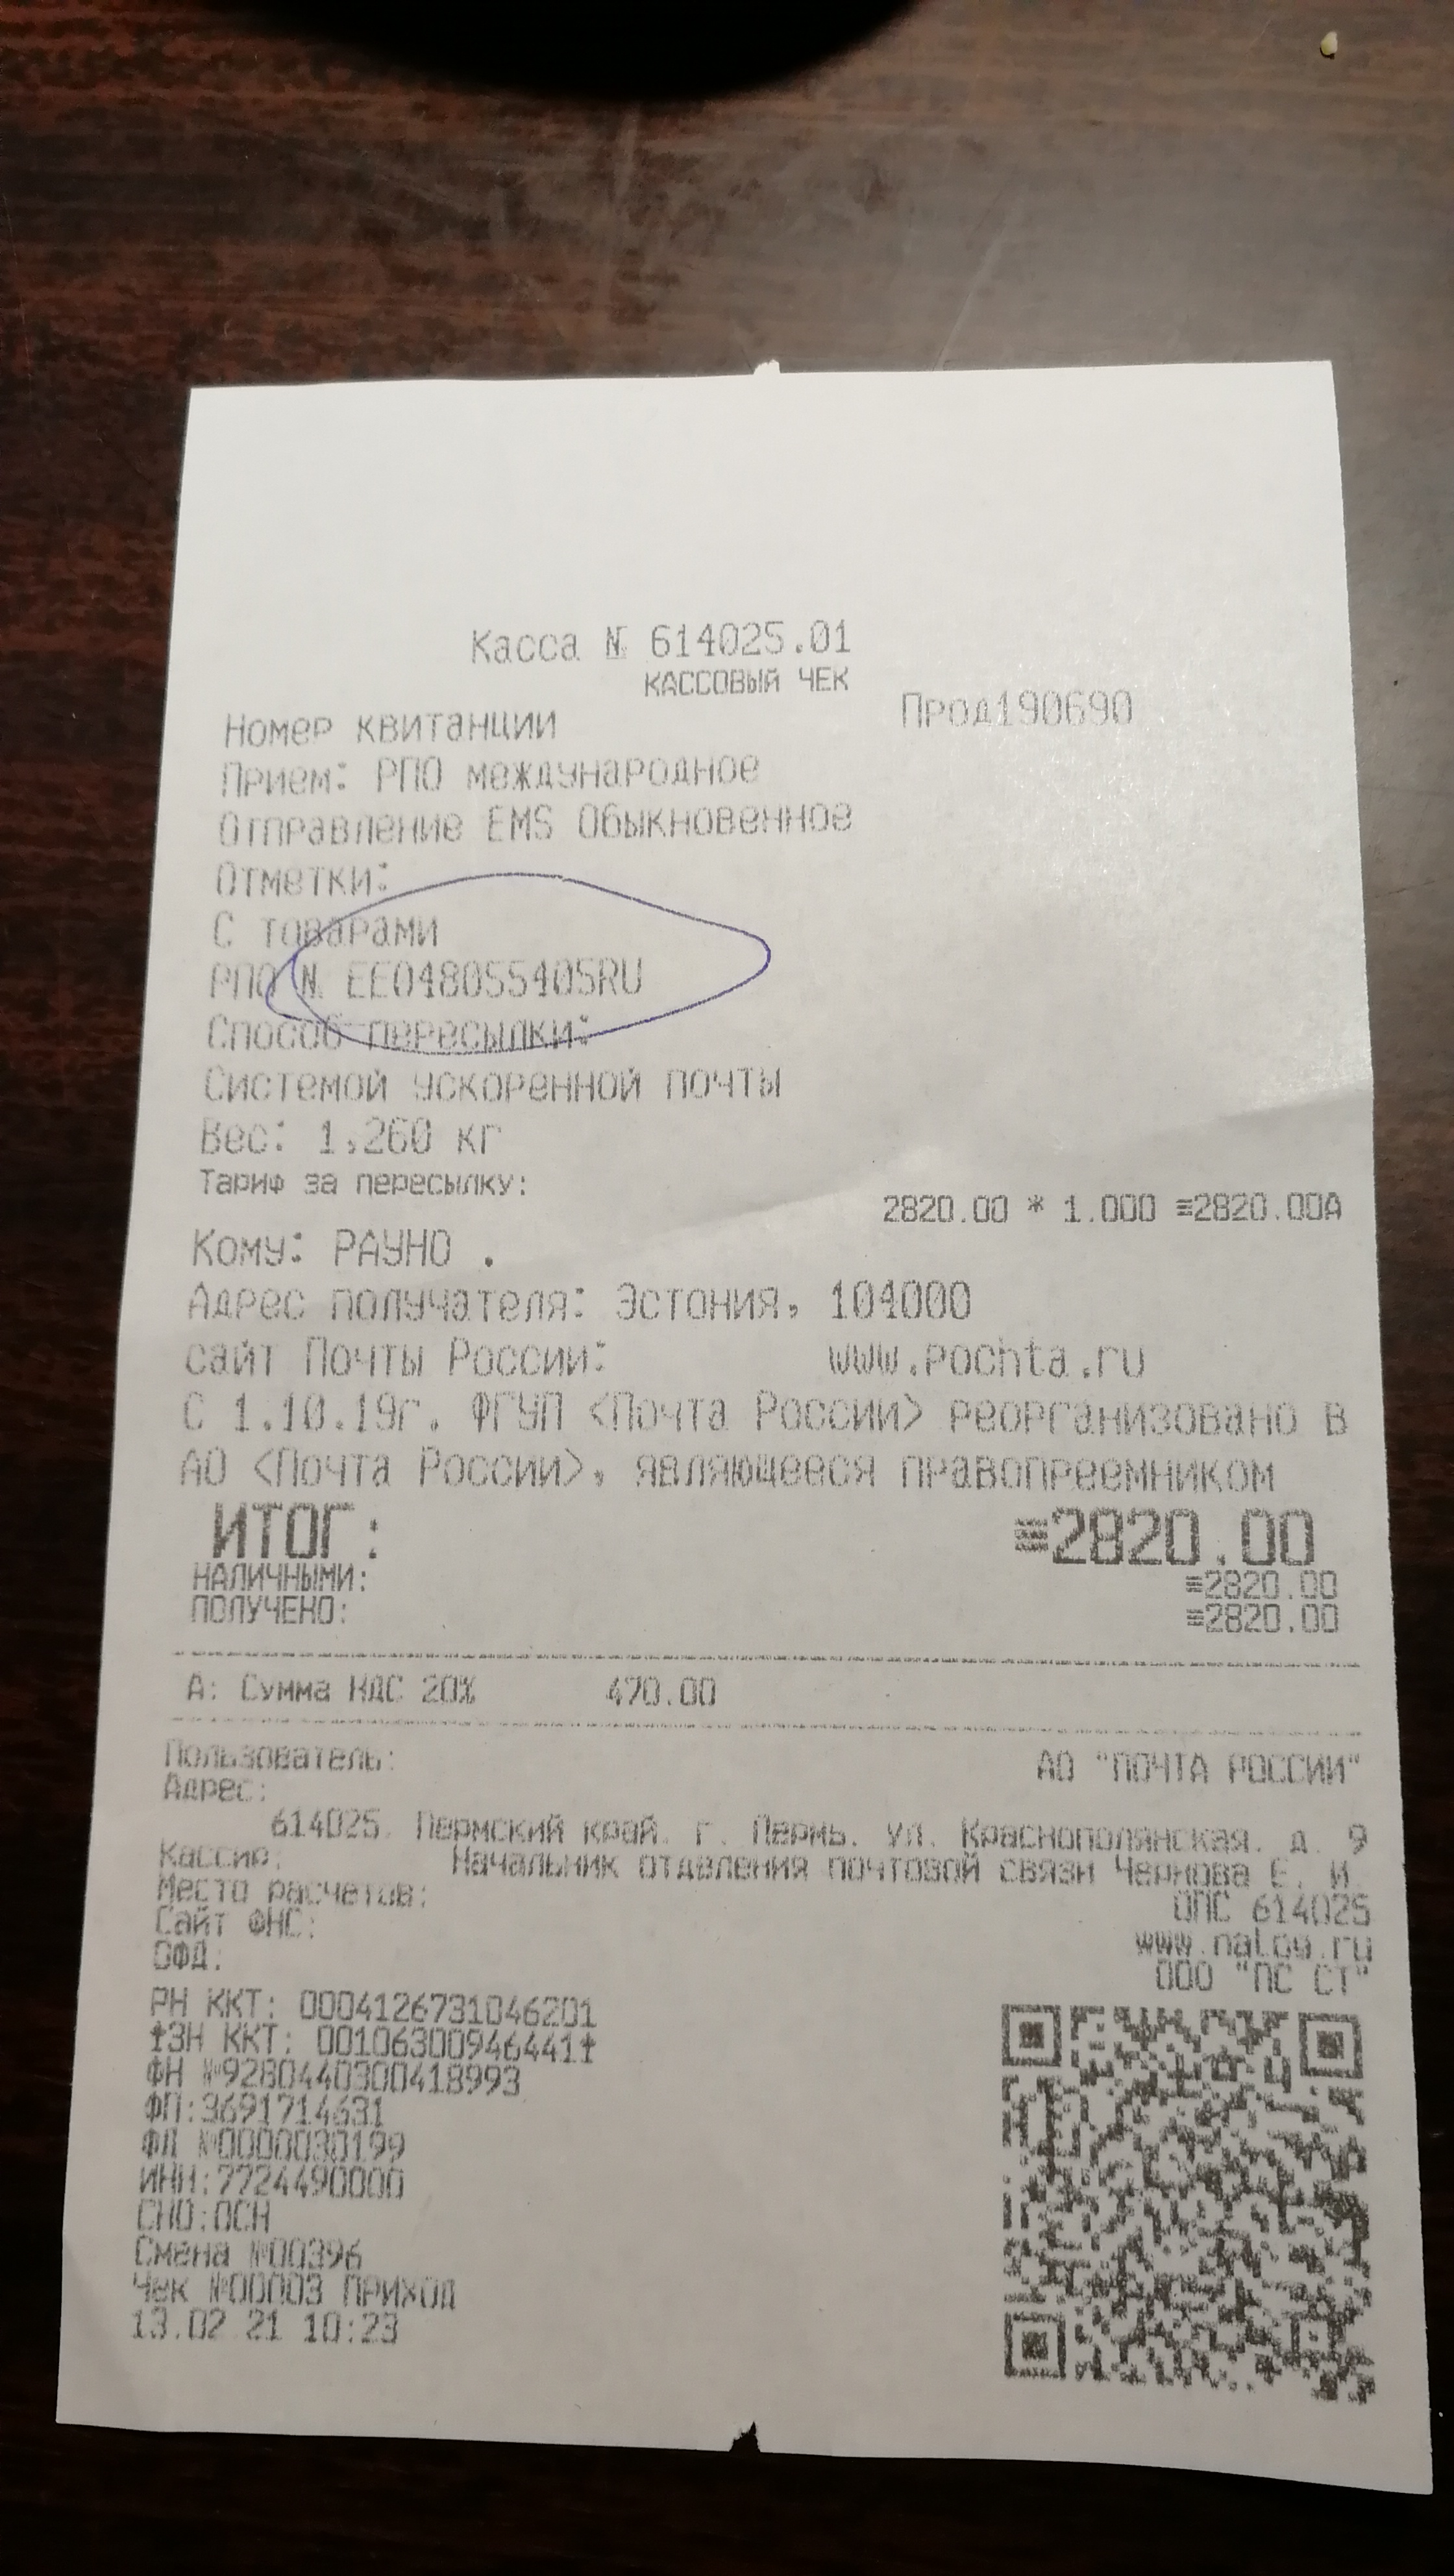 Касса № 614025.01
КАССОВЫЙ ЧЕК
Номер квитанции Прод190690
Прием: РПО международное
Отправление EMS Обыкновенное
Отметки:
С товарами
РПО № EE048055405RU
Способ пересылки:
Системой ускоренной почты
Вес: 1,260 кг
Тариф за пересылку:
2820.00 * 1.000 ≡2820.00А
Кому: РАУНО .
Адрес получателя: Эстония, 104000
сайт Почты России: www.pochta.ru
С 1.10.19г. ФГУП <Почта России> реорганизовано в
АО <Почта России>, являющееся правопреемником
ИТОГ: ≡2820.00
НАЛИЧНЫМИ: ≡2820.00
ПОЛУЧЕНО: ≡2820.00
А: Сумма НДС 20% 470.00
Пользователь: АО "ПОЧТА РОССИИ"
Адрес:
614025, Пермский край, г. Пермь, ул. Краснополянская, д. 9
Кассир: Начальник отделения почтовой связи Чернова Е. И.
Место расчетов: ОПС 614025
Сайт ФНС: www.nalog.ru
ОФД: ООО "ПС СТ"
РН ККТ: 0004126731046201
‡ЗН ККТ: 00106300946441‡
ФН №9280440300418993
ФП:3691714631
ФД №0000030199
ИНН:7724490000
СНО:ОСН
Смена №00396
Чек №00003 ПРИХОД
13.02 21 10:23